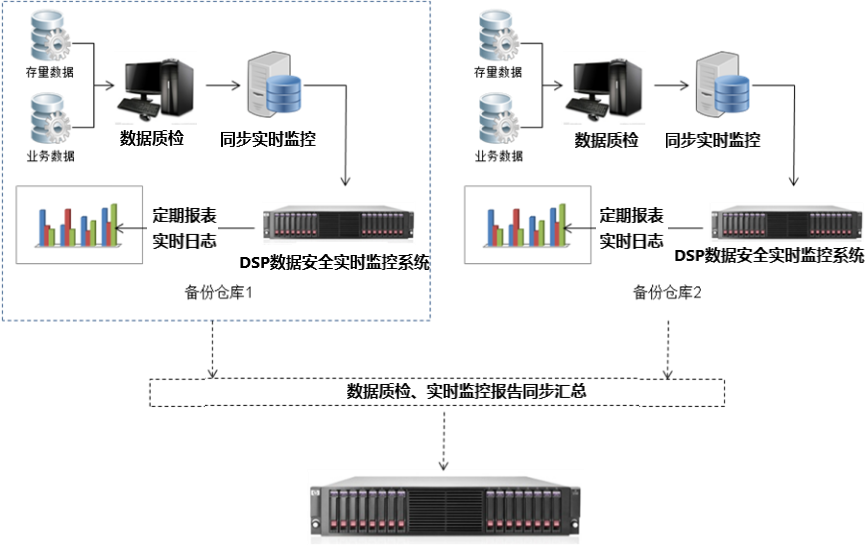 存量数据
业务数据
数据质检
同步实时监控
定期报表
实时日志
DSP数据安全实时监控系统
备份仓库1
存量数据
业务数据
数据质检
同步实时监控
定期报表
实时日志
DSP数据安全实时监控系统
备份仓库2
数据质检、实时监控报告同步汇总